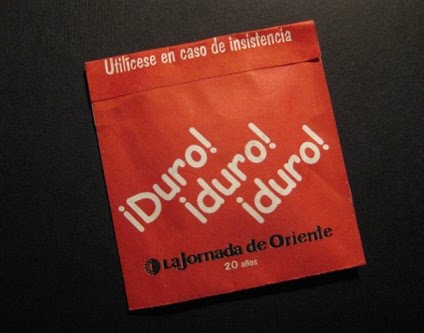 Utilícese en caso de insistencia
¡Duro!
¡duro!
¡duro!
La Jornada de Oriente
20 años